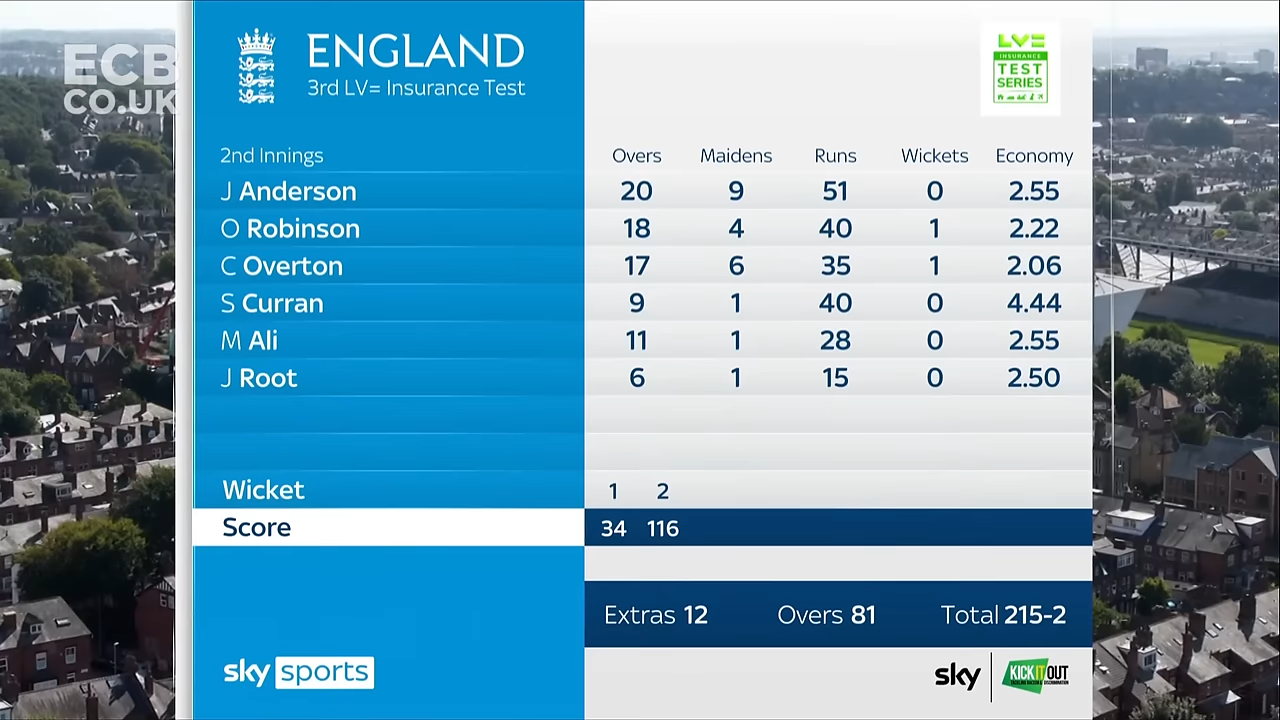 ECB
CO.UK
ENGLAND
3rd LV= Insurance Test
LV=
INSURANCE
TEST
SERIES
2nd Innings Overs Maidens Runs Wickets Economy
J Anderson 20 9 51 0 2.55
O Robinson 18 4 40 1 2.22
C Overton 17 6 35 1 2.06
S Curran 9 1 40 0 4.44
M Ali 11 1 28 0 2.55
J Root 6 1 15 0 2.50
Wicket 1 2
Score 34 116
Extras 12 Overs 81 Total 215-2
sky sports
sky
KICK IT OUT